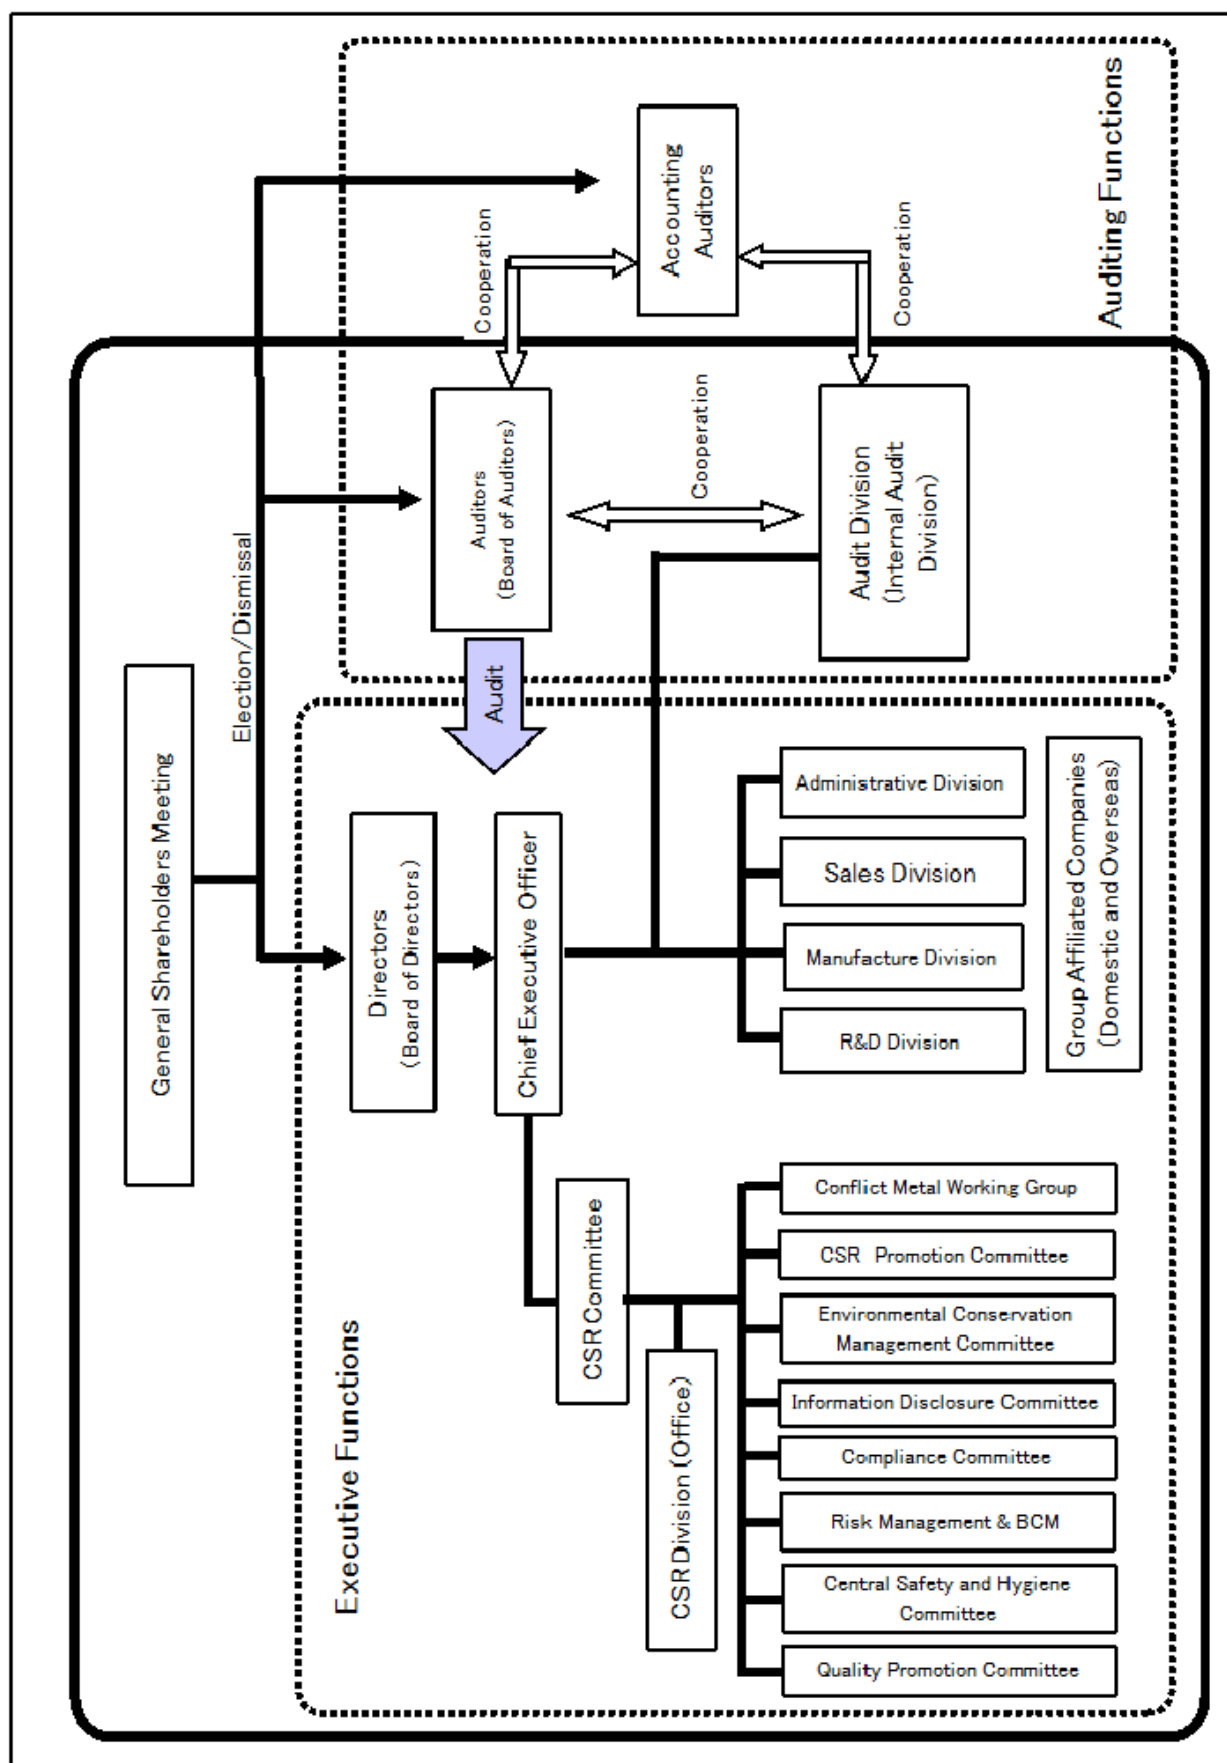 General Shareholders Meeting
Election/Dismissal
Executive Functions
Directors
(Board of Directors)
Chief Executive Officer
Audit
Auditors
(Board of Auditors)
Cooperation
Accounting
Auditors
Cooperation
Cooperation
Audit Division
(Internal Audit
Division)
Auditing Functions
CSR Committee
CSR Division (Office)
Administrative Division
Sales Division
Manufacture Division
R&D Division
Group Affiliated Companies
(Domestic and Overseas)
Conflict Metal Working Group
CSR Promotion Committee
Environmental Conservation
Management Committee
Information Disclosure Committee
Compliance Committee
Risk Management & BCM
Central Safety and Hygiene
Committee
Quality Promotion Committee